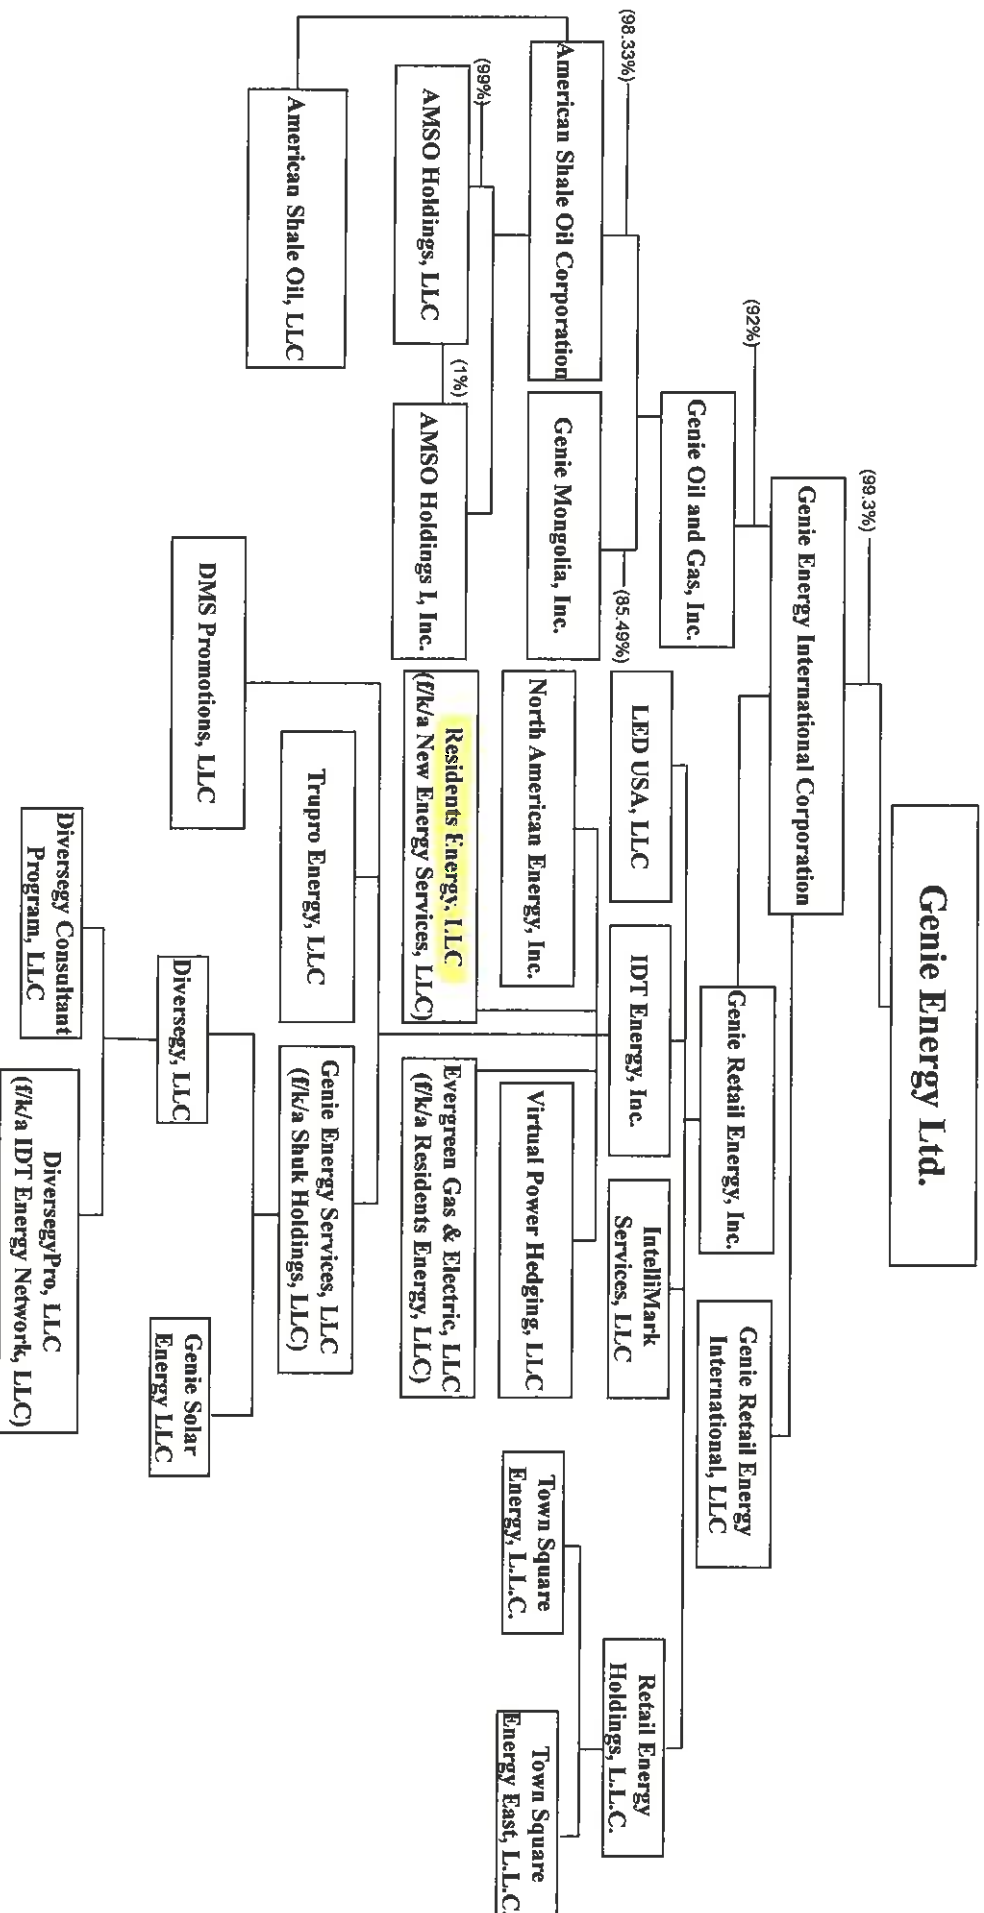 Genie Energy Ltd.
(99.3%)
Genie Energy International Corporation
(92%)
Genie Oil and Gas, Inc.
Genie Retail Energy, Inc.
Genie Retail Energy
International, LLC
(98.33%)
(85.49%)
American Shale Oil Corporation
Genie Mongolia, Inc.
LED USA, LLC
IDT Energy, Inc.
IntelliMark
Services, LLC
Retail Energy
Holdings, L.L.C.
(99%)
AMSO Holdings, LLC
(1%)
AMSO Holdings I, Inc.
North American Energy, Inc.
Virtual Power Hedging, LLC
Town Square
Energy, L.L.C.
Town Square
Energy East, L.L.C.
Residents Energy, LLC
(f/k/a New Energy Services, LLC)
Evergreen Gas & Electric, LLC
(f/k/a Residents Energy, LLC)
American Shale Oil, LLC
Trupro Energy, LLC
Genie Energy Services, LLC
(f/k/a Shuk Holdings, LLC)
DMS Promotions, LLC
Diversegy, LLC
Genie Solar
Energy LLC
Diversegy Consultant
Program, LLC
DiversegyPro, LLC
(f/k/a IDT Energy Network, LLC)